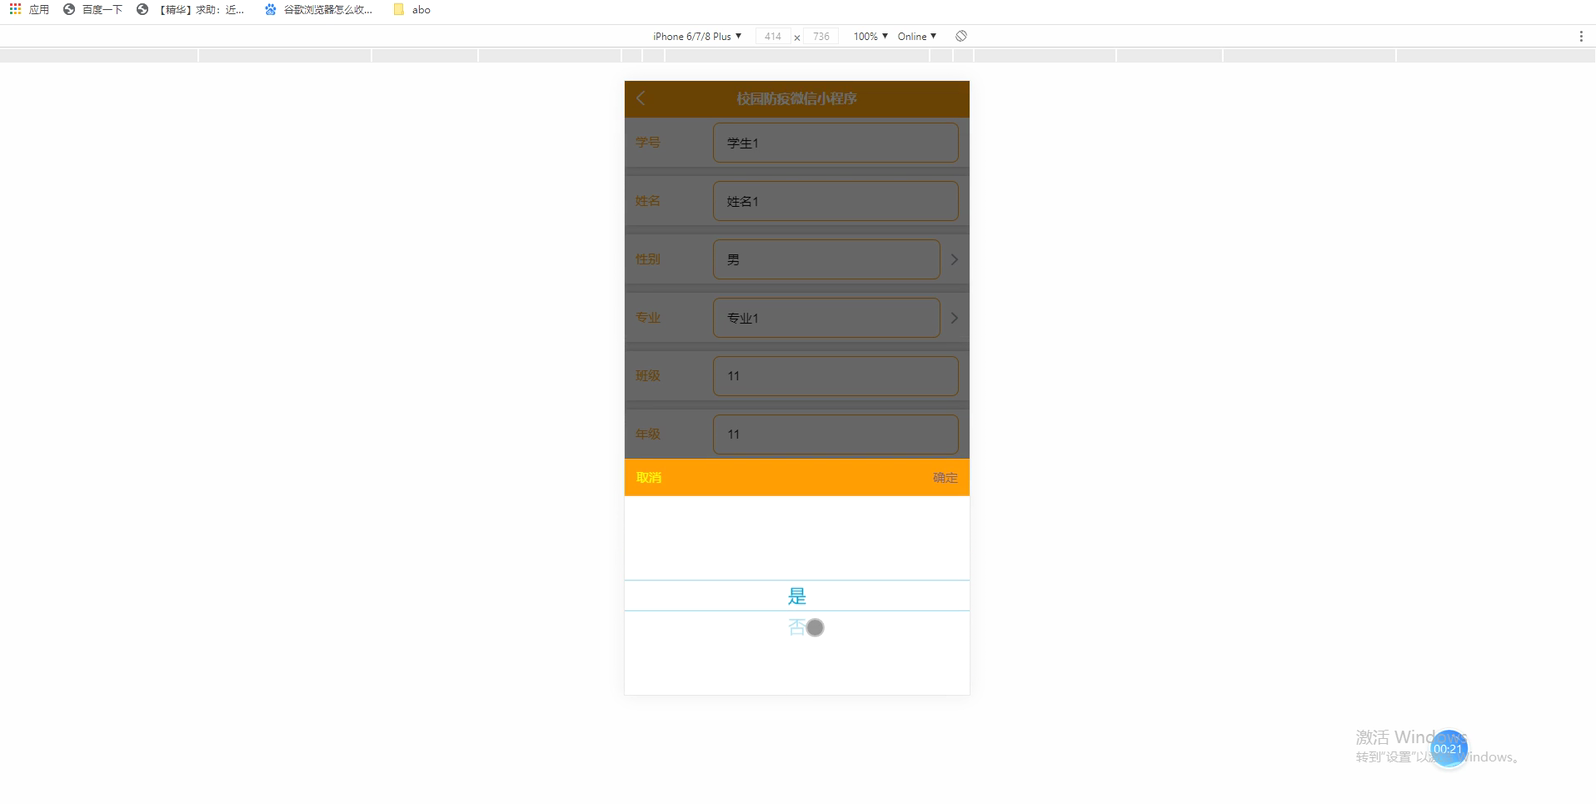 应用 百度一下 【精华】求助：近... 谷歌浏览器怎么收... abo
iPhone 6/7/8 Plus ▼ 414 x 736 100% ▼ Online ▼
校园防疫微信小程序
学号 学生1
姓名 姓名1
性别 男
专业 专业1
班级 11
年级 11
取消 确定
是
否
激活 Windows
00:21
转到"设置"以 Windows。